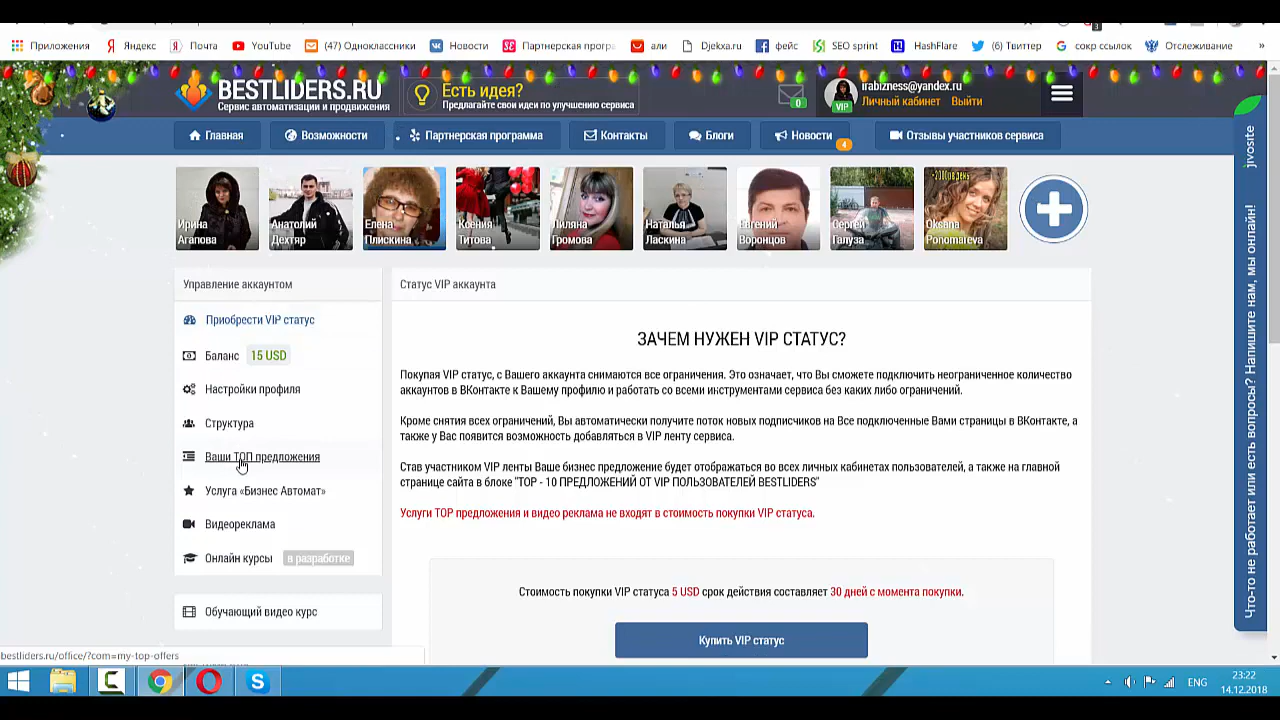 Приложения
Яндекс
Почта
YouTube
(47) Одноклассники
Новости
Партнерская прогр
али
Djekxa.ru
фейс
SEO sprint
HashFlare
(6) Твиттер
сокр ссылок
Отслеживание
»
3
BESTLIDERS.RU
Сервис автоматизации и продвижения
Есть идея?
Предлагайте свои идеи по улучшению сервиса
0
VIP
irabizness@yandex.ru
Личный кабинет Выйти
Главная
Возможности
Партнерская программа
Контакты
Блоги
Новости
4
Отзывы участников сервиса
Ирина
Агапова
Анатолий
Дехтяр
Елена
Плискина
Ксения
Титова
Лиляна
Громова
Наталья
Ласкина
Евгений
Воронцов
Сергей
Галуза
Oksana
Ponomareva
Управление аккаунтом
Приобрести VIP статус
Баланс 15 USD
Настройки профиля
Структура
Ваши ТОП предложения
Услуга «Бизнес Автомат»
Видеореклама
Онлайн курсы в разработке
Обучающий видео курс
Статус VIP аккаунта
ЗАЧЕМ НУЖЕН VIP СТАТУС?
Покупая VIP статус, с Вашего аккаунта снимаются все ограничения. Это означает, что Вы сможете подключить неограниченное количество
аккаунтов в ВКонтакте к Вашему профилю и работать со всеми инструментами сервиса без каких либо ограничений.
Кроме снятия всех ограничений, Вы автоматически получите поток новых подписчиков на Все подключенные Вами страницы в ВКонтакте, а
также у Вас появится возможность добавляться в VIP ленту сервиса.
Став участником VIP ленты Ваше бизнес предложение будет отображаться во всех личных кабинетах пользователей, а также на главной
странице сайта в блоке "TOP - 10 ПРЕДЛОЖЕНИЙ ОТ VIP ПОЛЬЗОВАТЕЛЕЙ BESTLIDERS"
Услуги TOP предложения и видео реклама не входят в стоимость покупки VIP статуса.
Стоимость покупки VIP статуса 5 USD срок действия составляет 30 дней с момента покупки.
Купить VIP статус
jivosite
Что-то не работает или есть вопросы? Напишите нам, мы онлайн!
bestliders.ru/office/?com=my-top-offers
ENG
23:22
14.12.2018